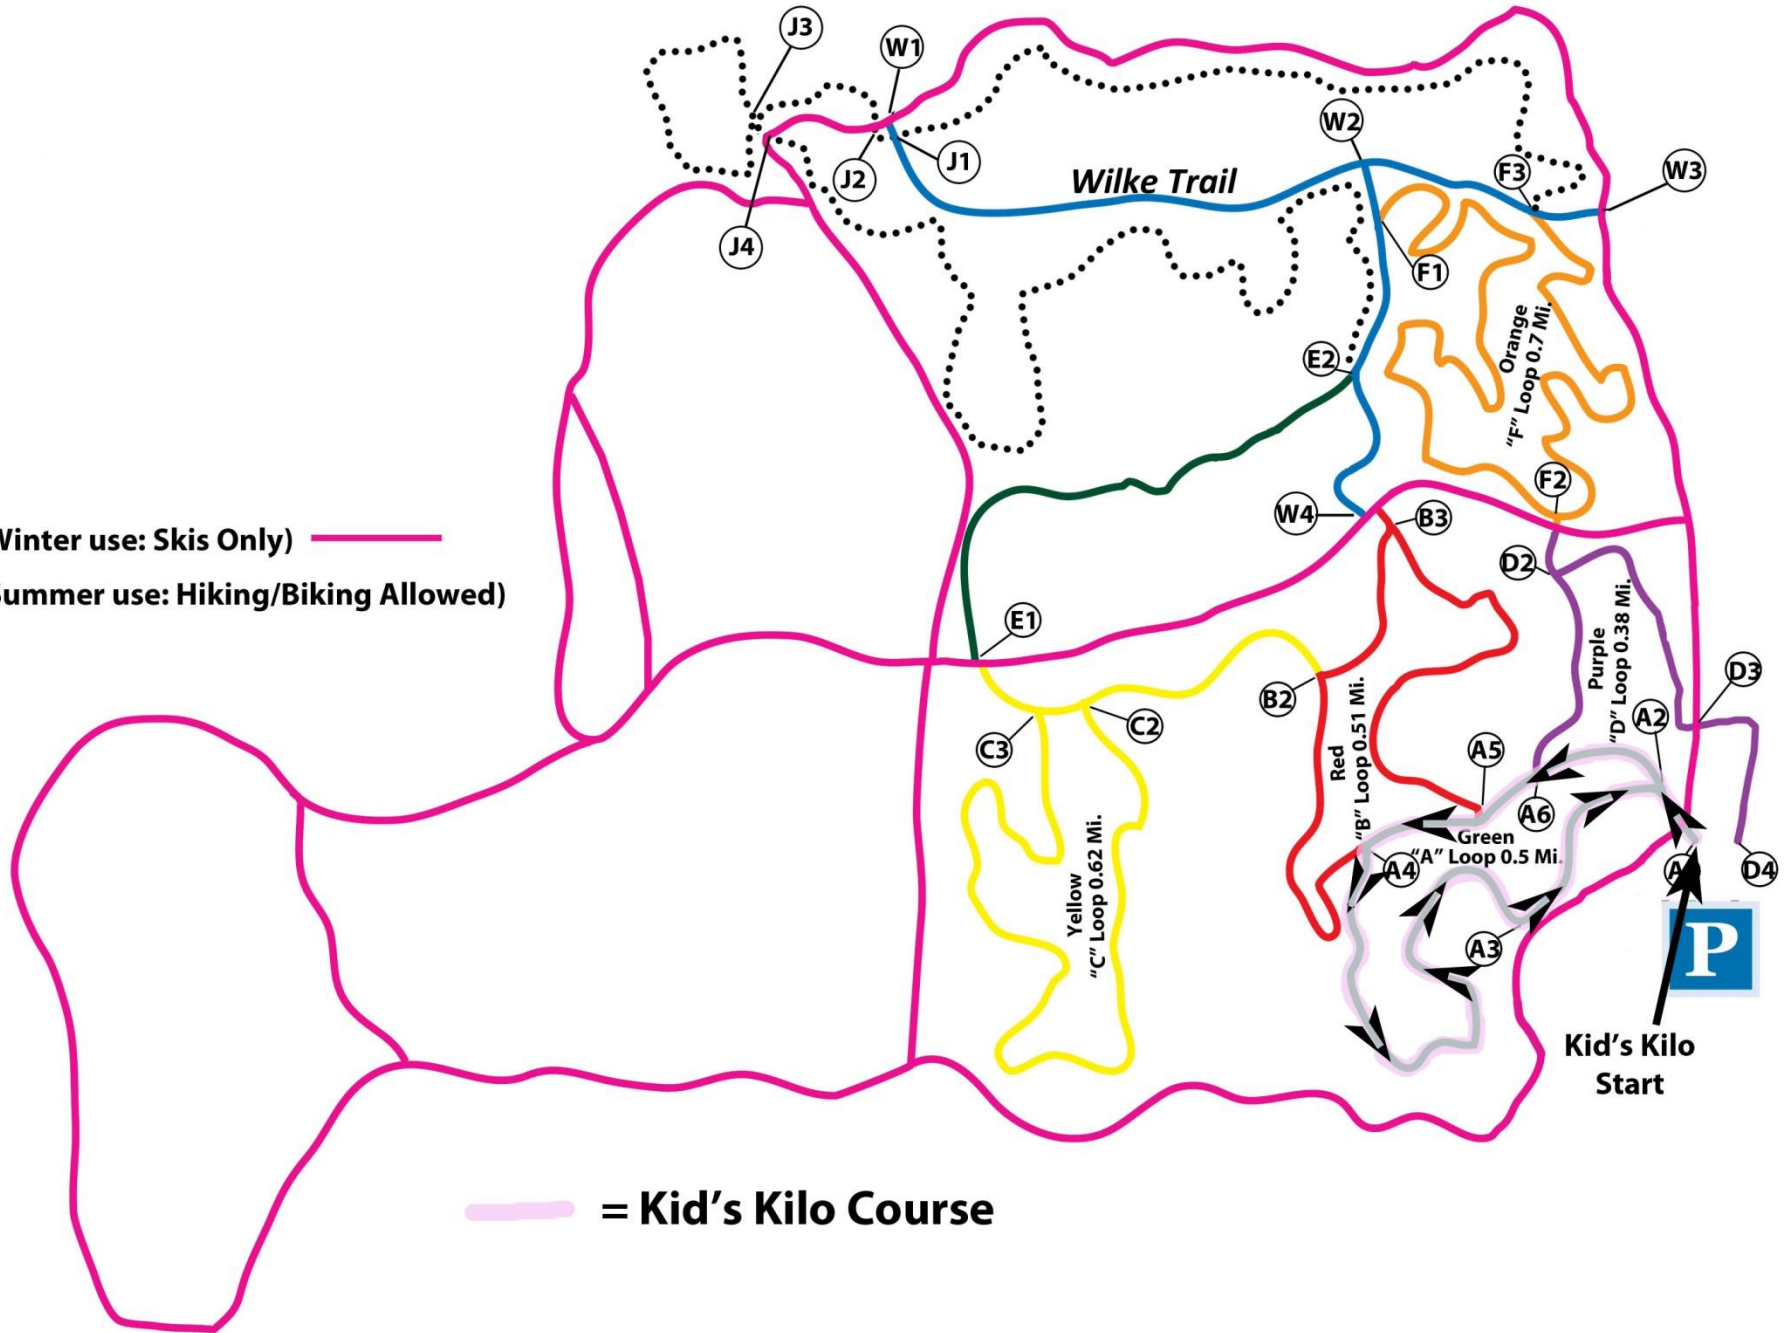 J3
W1
W2
J1
J2
W3
F3
Wilke Trail
J4
F1
E2
Orange
"F" Loop 0.7 Mi.
F2
W4
B3
Winter use: Skis Only)
D2
Summer use: Hiking/Biking Allowed)
E1
Purple
"D" Loop 0.38 Mi.
D3
B2
A2
C2
C3
A5
Red
"B" Loop 0.51 Mi.
A6
Green
"A" Loop 0.5 Mi.
A4
D4
Yellow
"C" Loop 0.62 Mi.
A3
P
Kid's Kilo
Start
= Kid's Kilo Course